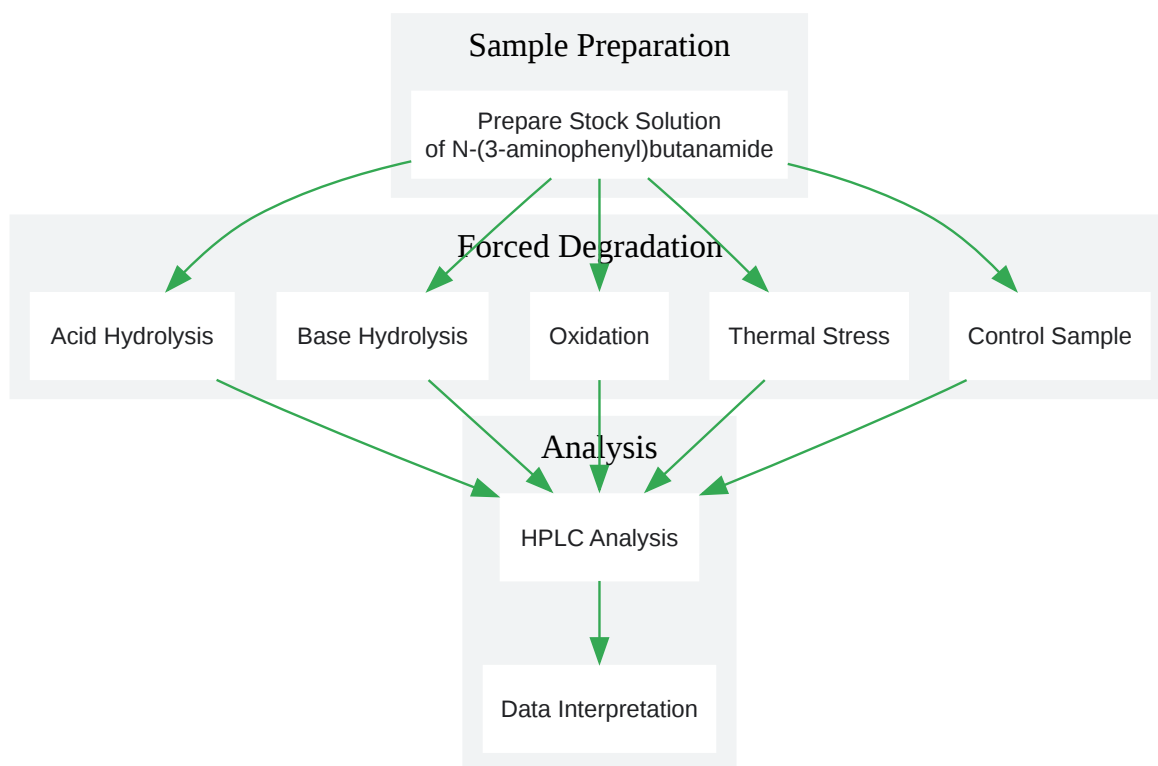 Sample Preparation
Prepare Stock Solution
of N-(3-aminophenyl)butanamide
Forced Degradation
Acid Hydrolysis
Base Hydrolysis
Oxidation
Thermal Stress
Control Sample
Analysis
HPLC Analysis
Data Interpretation